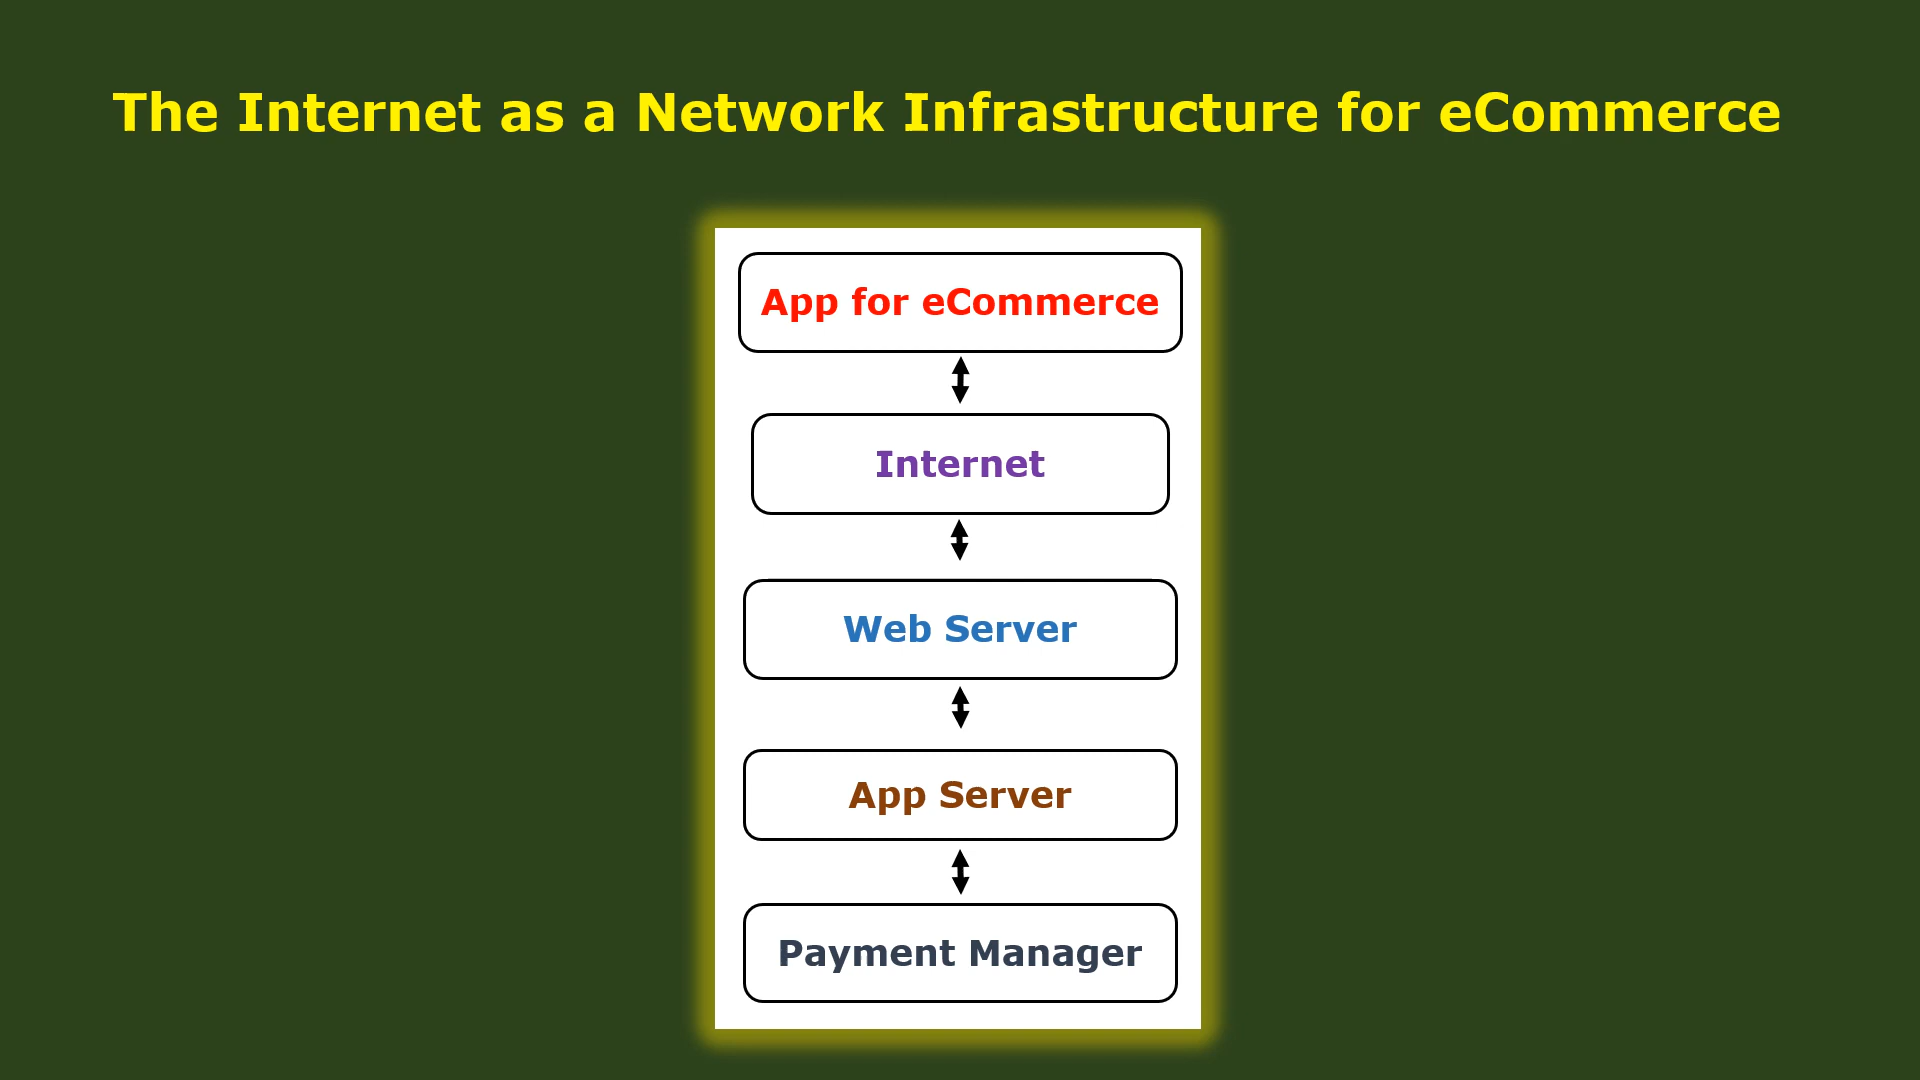 The Internet as a Network Infrastructure for eCommerce
App for eCommerce
Internet
Web Server
App Server
Payment Manager